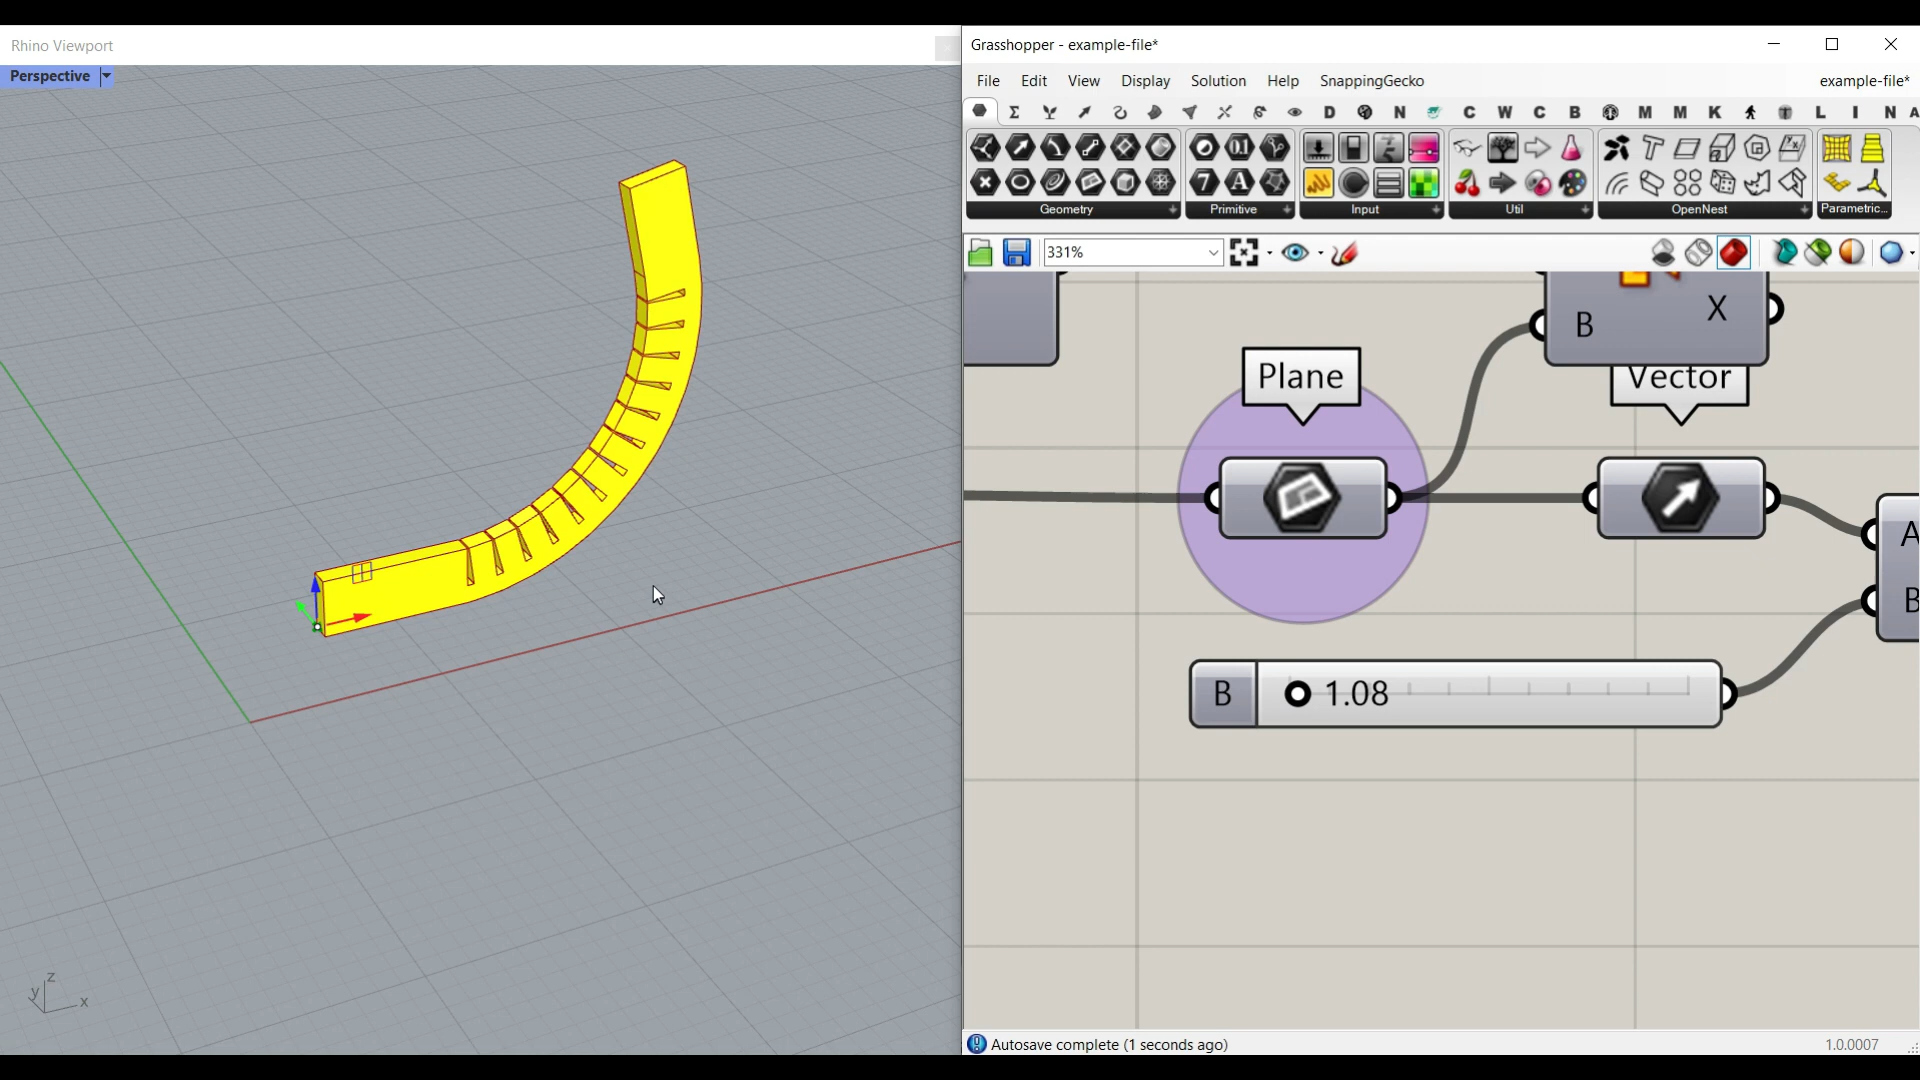 Rhino Viewport
Perspective
z
y
x
Grasshopper - example-file*
File Edit View Display Solution Help SnappingGecko example-file*
D N C W C B M M K L I N A
Geometry Primitive Input Util OpenNest Parametric...
331%
B X
Plane
Vector
A
B
B 1.08
Autosave complete (1 seconds ago)
1.0.0007